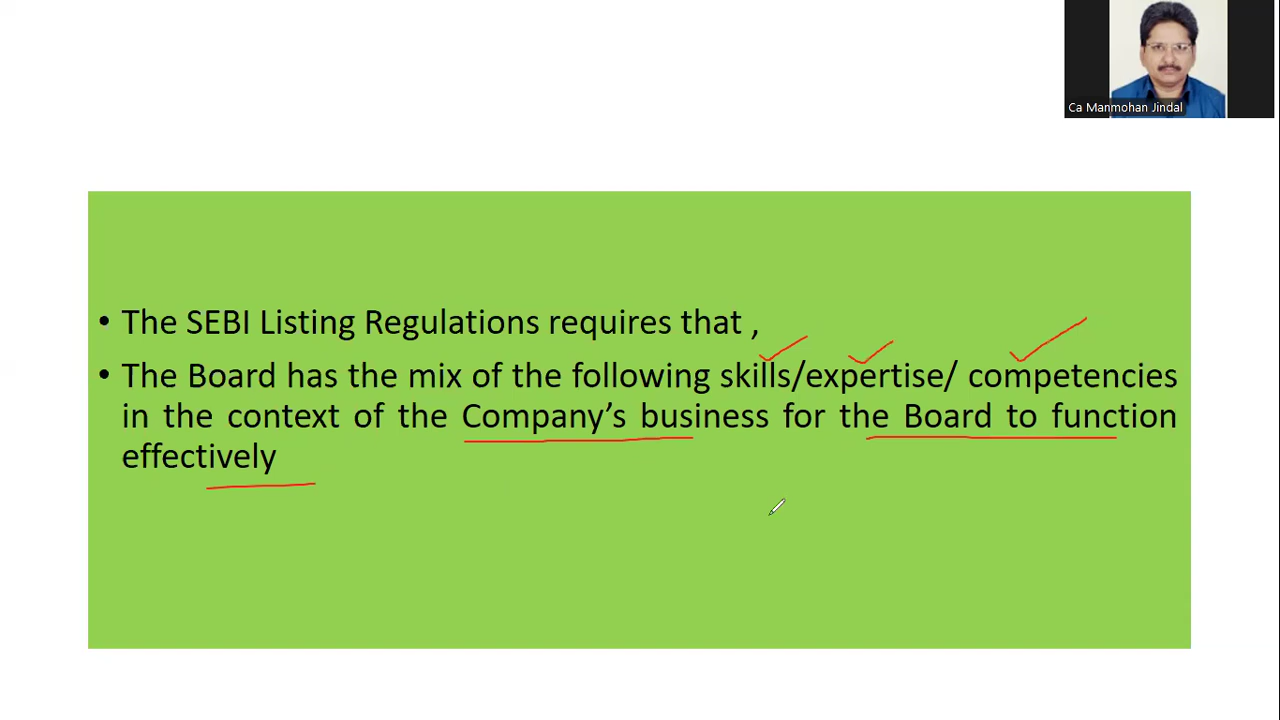 Ca Manmohan Jindal
• The SEBI Listing Regulations requires that ,
• The Board has the mix of the following skills/expertise/ competencies
in the context of the Company’s business for the Board to function
effectively